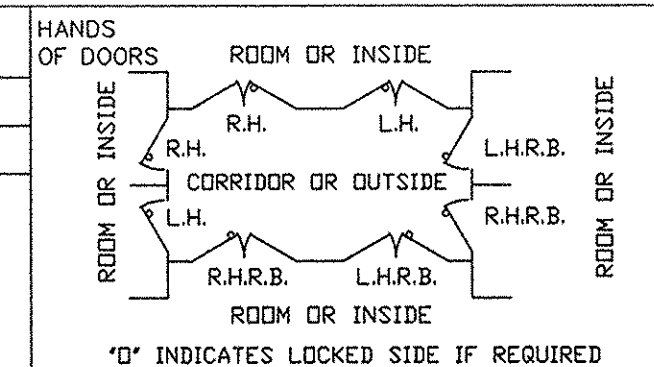 HANDS
OF DOORS
ROOM OR INSIDE
R.H.
L.H.
ROOM OR INSIDE
R.H.
L.H.R.B.
ROOM OR INSIDE
CORRIDOR OR OUTSIDE
L.H.
R.H.R.B.
R.H.R.B.
L.H.R.B.
ROOM OR INSIDE
"O" INDICATES LOCKED SIDE IF REQUIRED